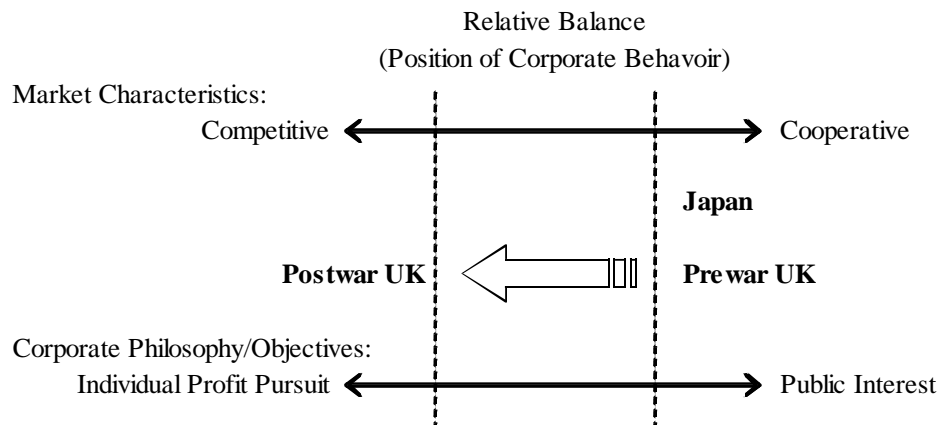 Relative Balance
(Position of Corporate Behavoir)
Market Characteristics:
Competitive Cooperative
Japan
Postwar UK Prewar UK
Corporate Philosophy/Objectives:
Individual Profit Pursuit Public Interest